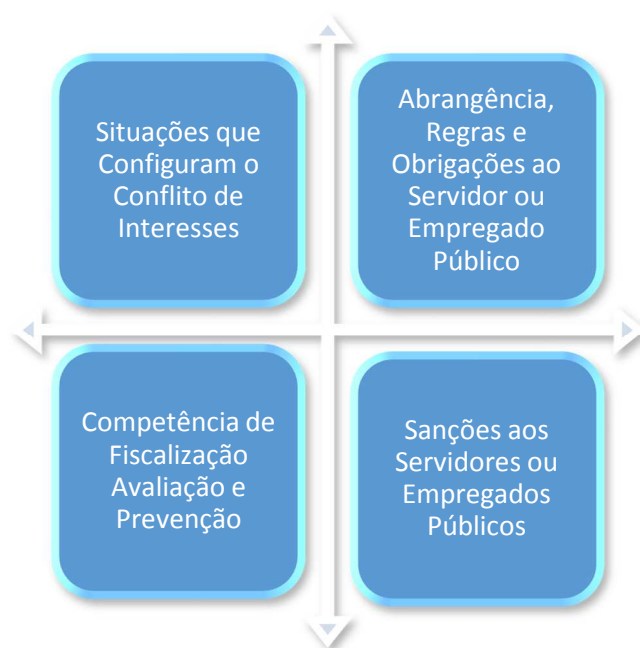 Situações que
Configuram o
Conflito de
Interesses
Abrangência,
Regras e
Obrigações ao
Servidor ou
Empregado
Público
Competência de
Fiscalização
Avaliação e
Prevenção
Sanções aos
Servidores ou
Empregados
Públicos